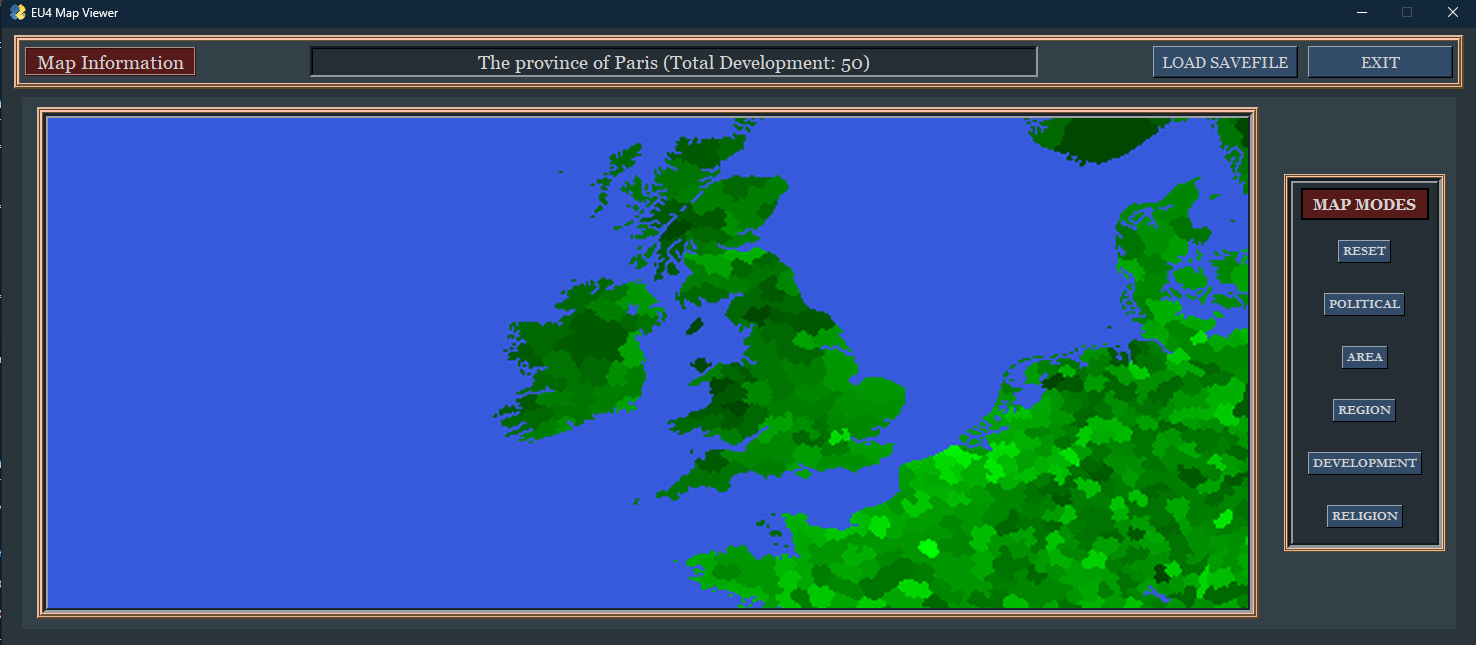 EU4 Map Viewer
Map Information
The province of Paris (Total Development: 50)
LOAD SAVEFILE
EXIT
MAP MODES
RESET
POLITICAL
AREA
REGION
DEVELOPMENT
RELIGION